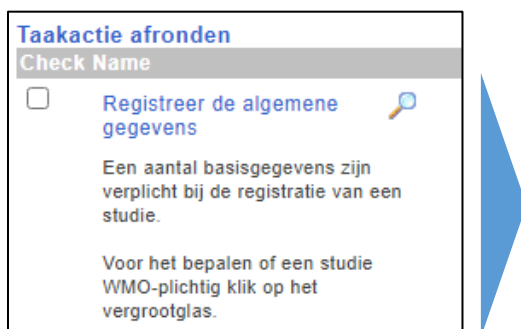 Taakactie afronden
Check Name
Registreer de algemene
gegevens
Een aantal basisgegevens zijn
verplicht bij de registratie van een
studie.
Voor het bepalen of een studie
WMO-plichtig klik op het
vergrootglas.